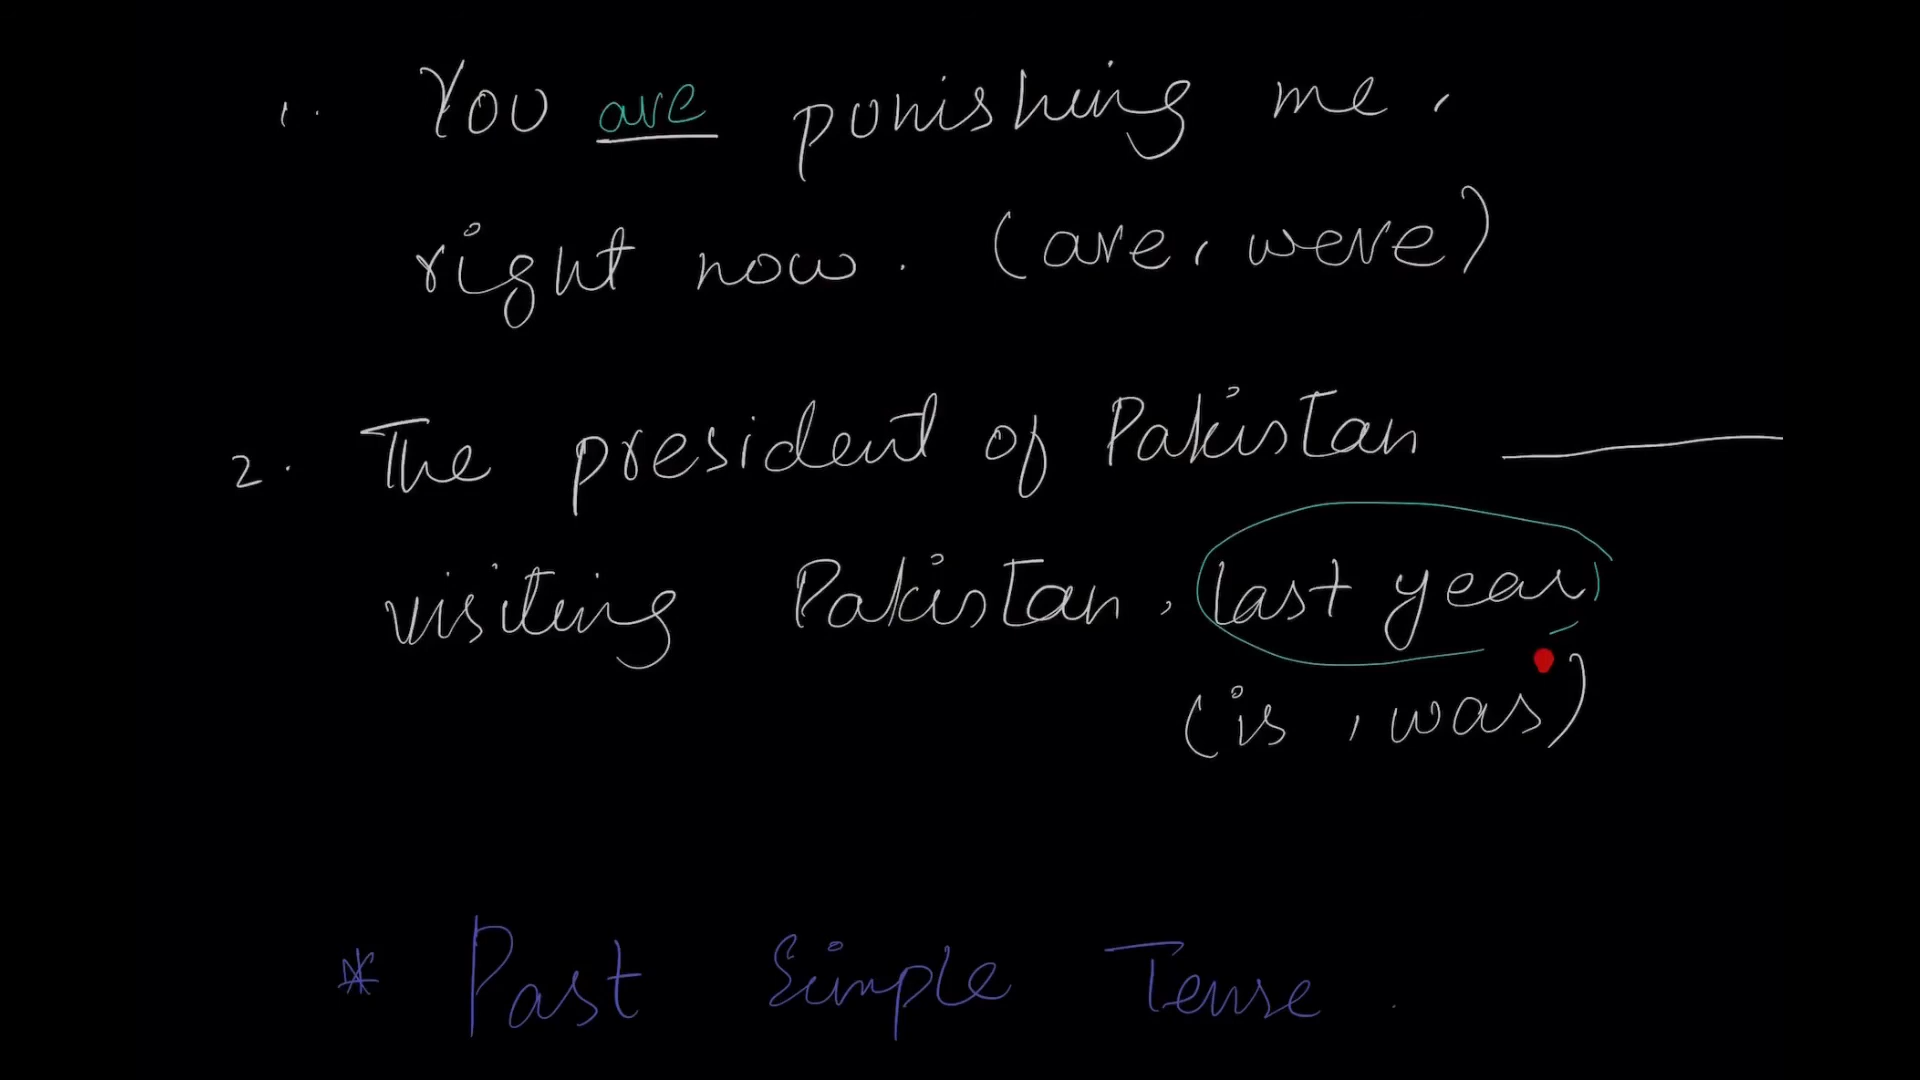 1. You are punishing me.
right now. (are, were)
2. The president of Pakistan ______
visiting Pakistan, last year
(is, was)
* Past Simple Tense.